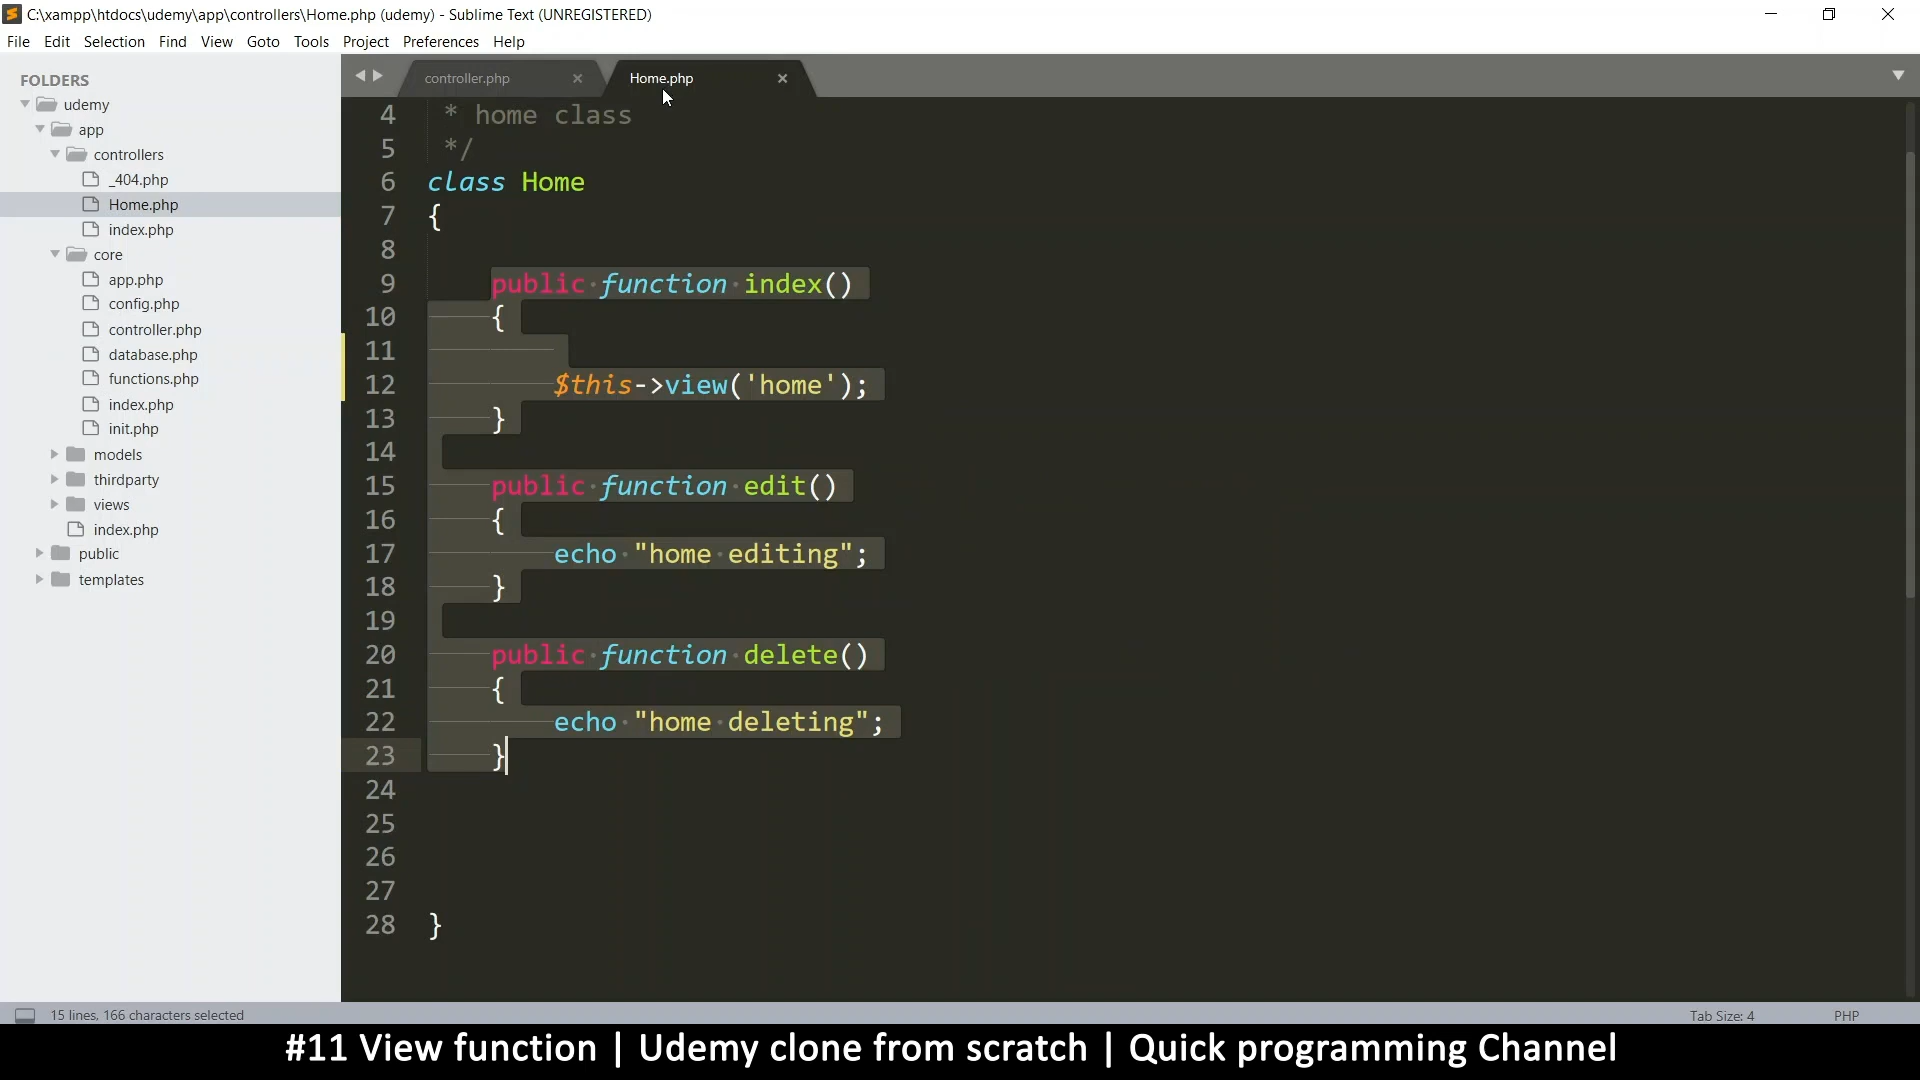 C:\xampp\htdocs\udemy\app\controllers\Home.php (udemy) - Sublime Text (UNREGISTERED)
File Edit Selection Find View Goto Tools Project Preferences Help
FOLDERS
udemy
app
controllers
_404.php
Home.php
index.php
core
app.php
config.php
controller.php
database.php
functions.php
index.php
init.php
models
thirdparty
views
index.php
public
templates
controller.php Home.php
4 * home class
5 */
6 class Home
7 {
8
9 public function index()
10 {
11
12 $this->view('home');
13 }
14
15 public function edit()
16 {
17 echo "home editing";
18 }
19
20 public function delete()
21 {
22 echo "home deleting";
23 }
24
25
26
27
28 }
15 lines, 166 characters selected
Tab Size: 4 PHP
#11 View function | Udemy clone from scratch | Quick programming Channel